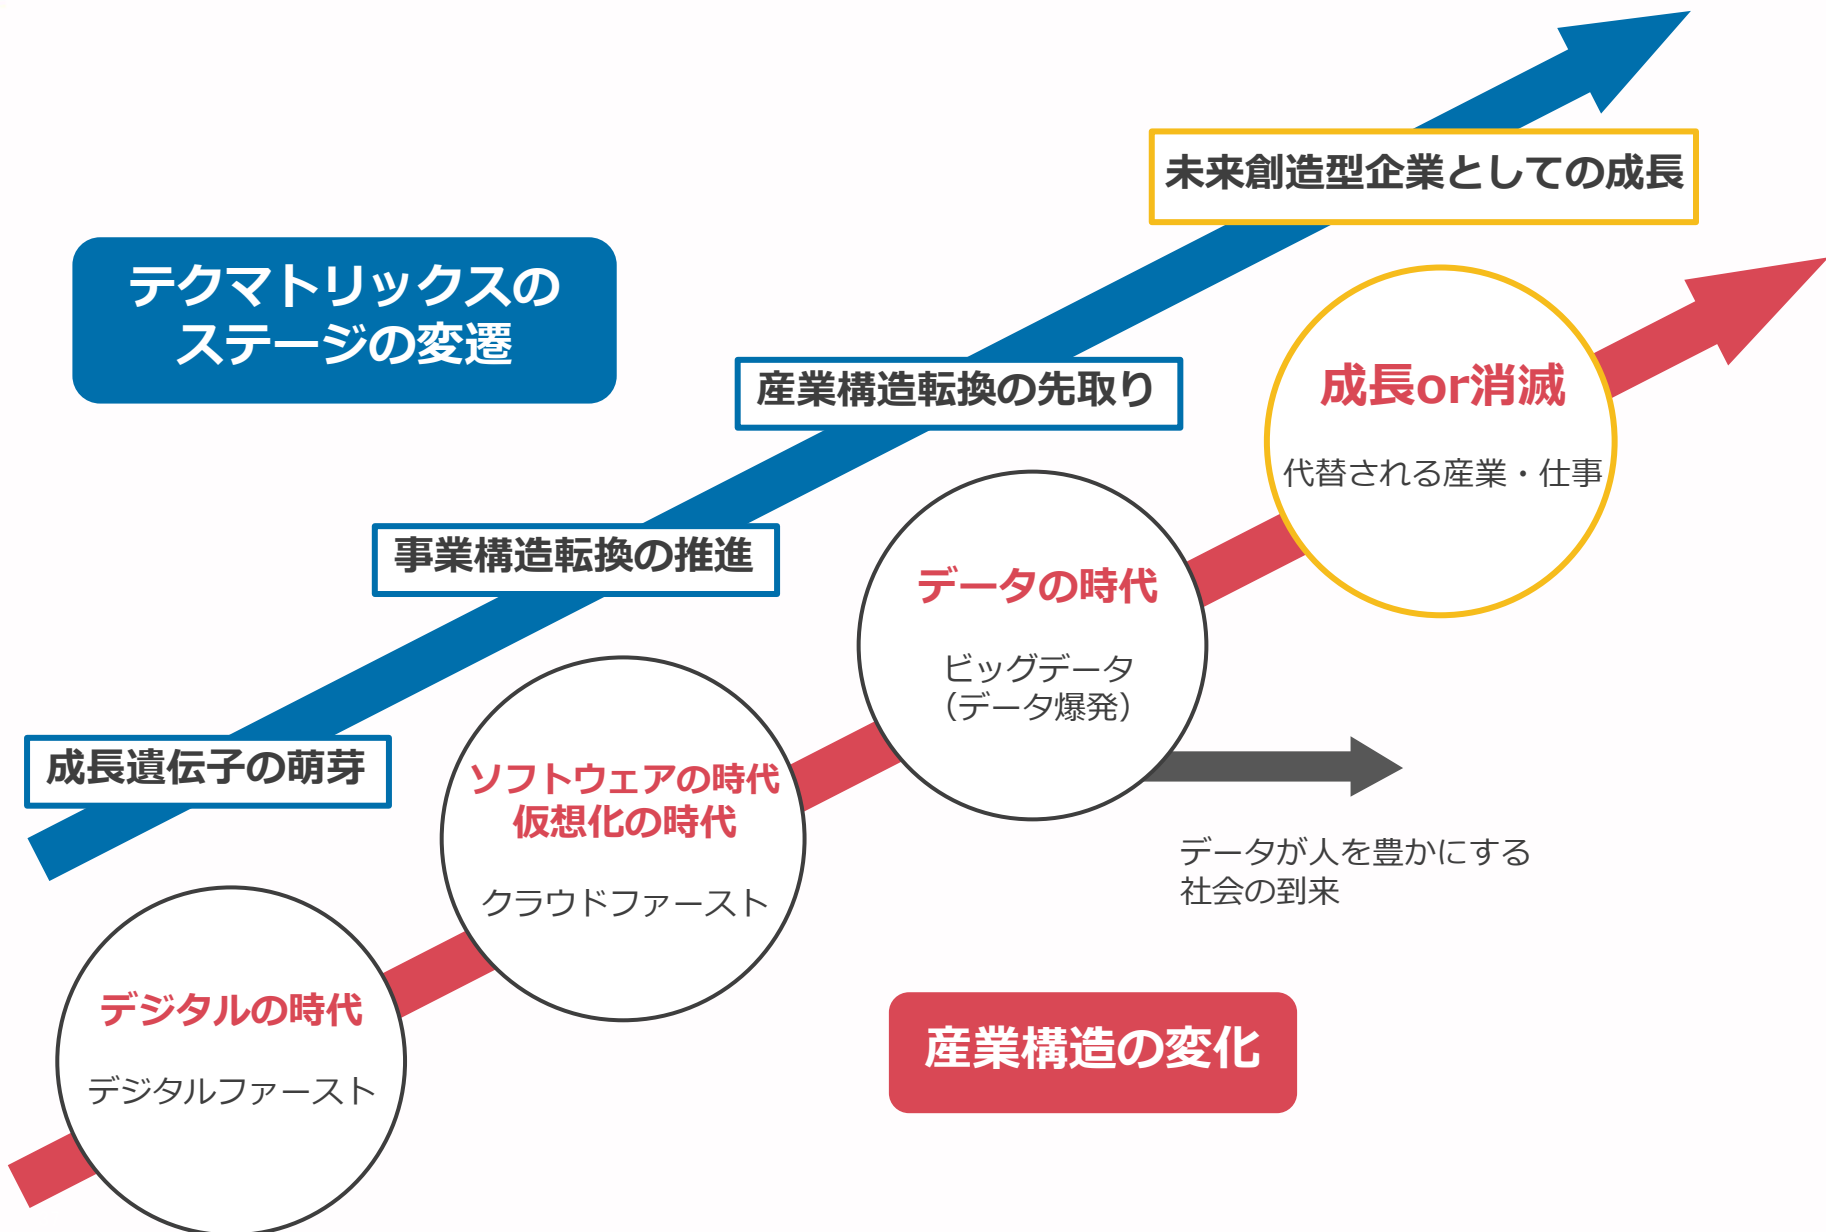 未来創造型企業としての成長
テクマトリックスの
ステージの変遷
産業構造転換の先取り
成長or消滅
代替される産業・仕事
事業構造転換の推進
データの時代
ビッグデータ
（データ爆発）
成長遺伝子の萌芽
ソフトウェアの時代
仮想化の時代
クラウドファースト
データが人を豊かにする
社会の到来
デジタルの時代
デジタルファースト
産業構造の変化